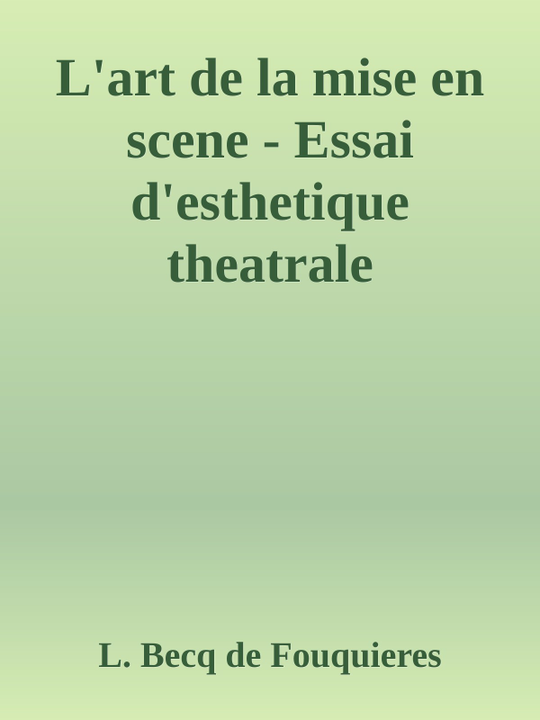 L'art de la mise en
scene - Essai
d'esthetique
theatrale
L. Becq de Fouquieres